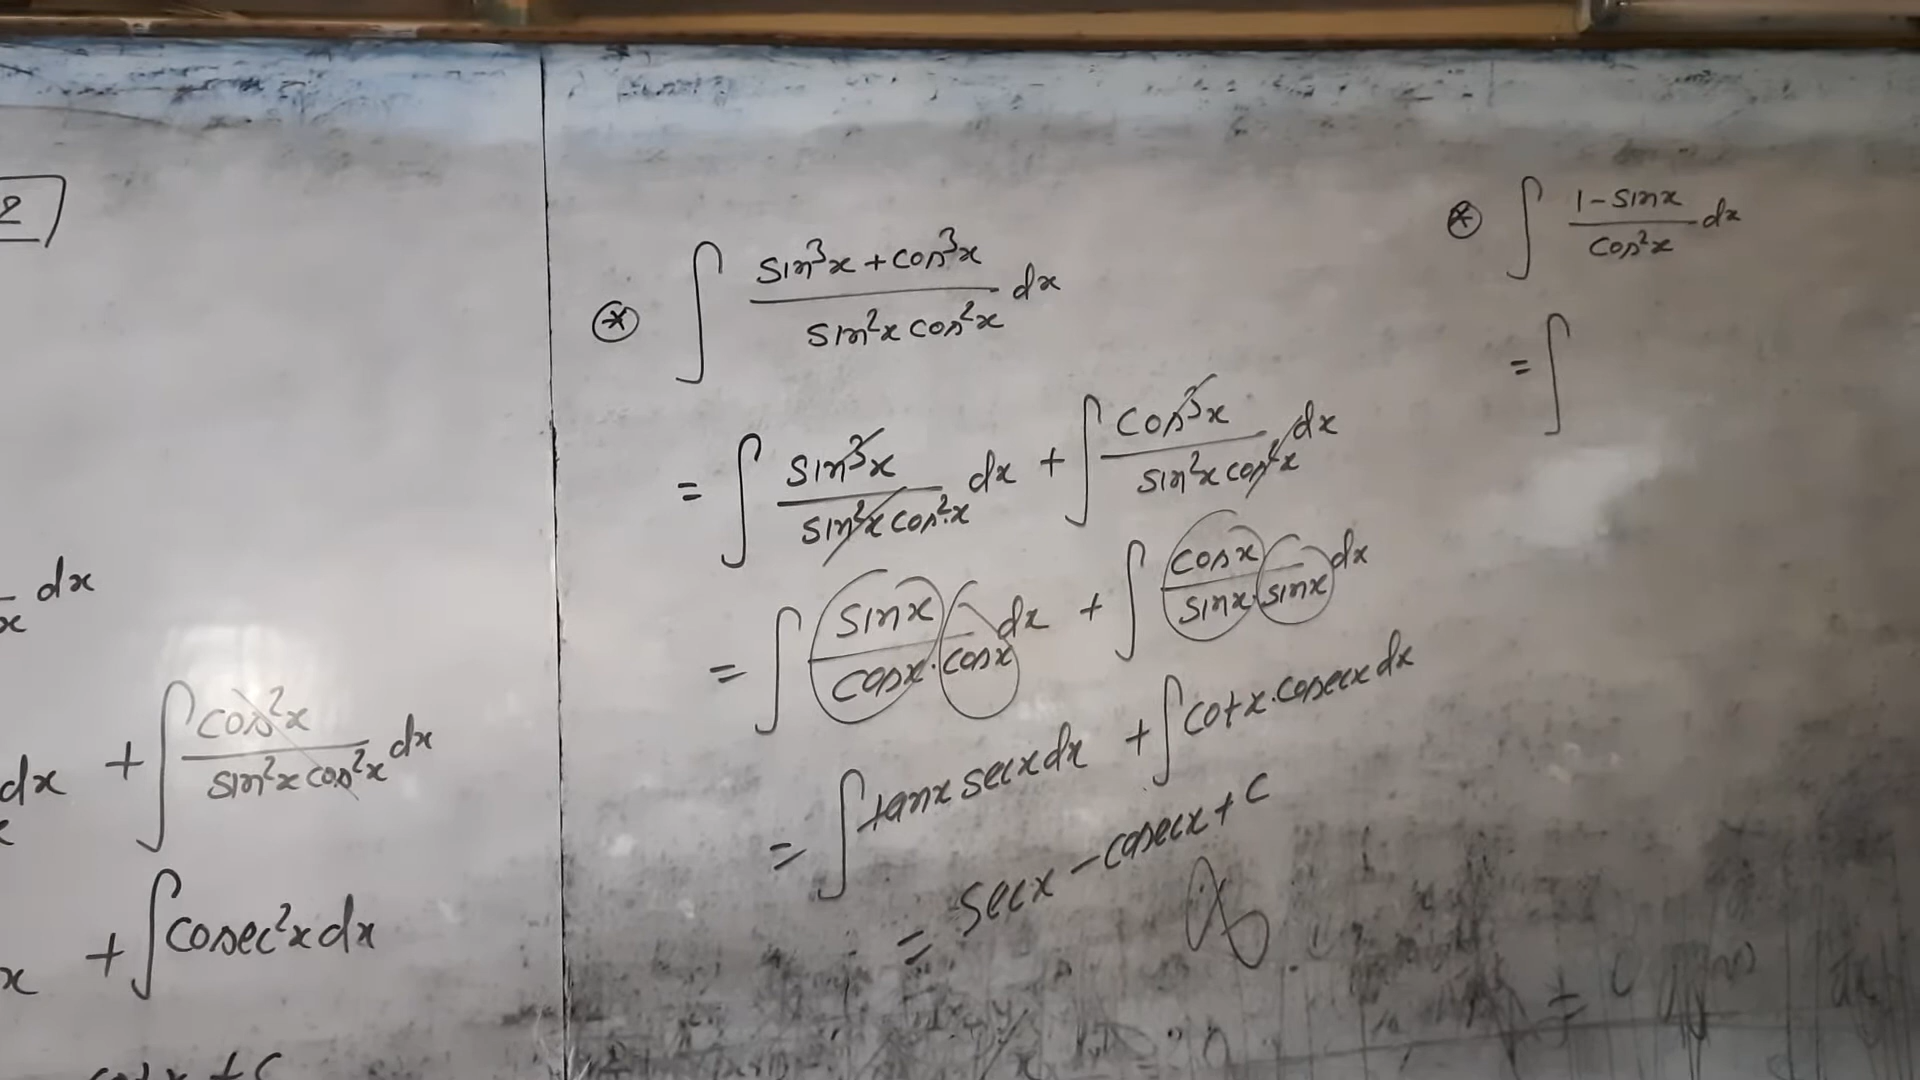 2
x dx
dx + ∫ cos²x / sin²x cos²x dx
x + ∫ cosec²x dx
cotx + C
⊛ ∫ sin³x + cos³x / sin²x cos²x dx
= ∫ sin³x / sin²x cos²x dx + ∫ cos³x / sin²x cos²x dx
= ∫ sinx / cosx · cosx dx + ∫ cosx / sinx · sinx dx
= ∫ tanx secx dx + ∫ cotx · cosecx dx
= secx - cosecx + C
⊛ ∫ 1 - sinx / cos²x dx
= ∫